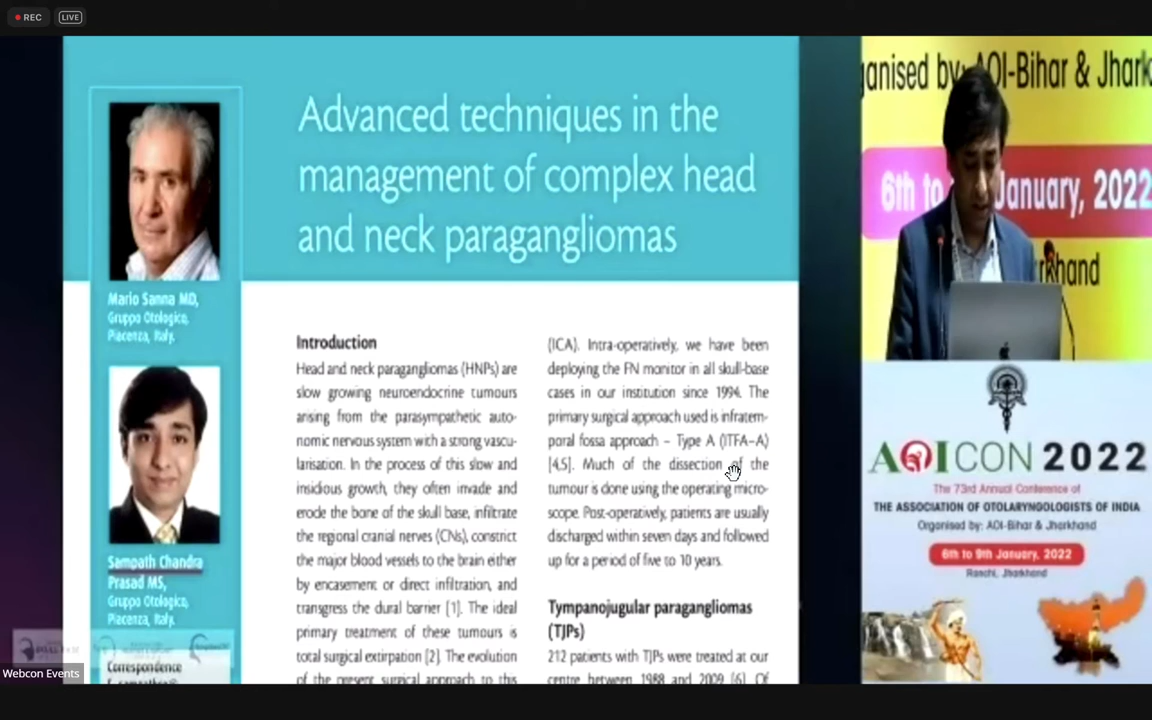 REC
LIVE
Advanced techniques in the
management of complex head
and neck paragangliomas
Mario Sanna MD,
Gruppo Otologico,
Piacenza, Italy.
Sampath Chandra
Prasad MS,
Gruppo Otologico,
Piacenza, Italy.
Correspondence
Introduction
Head and neck paragangliomas (HNPs) are
slow growing neuroendocrine tumours
arising from the parasympathetic auto-
nomic nervous system with a strong vascu-
larisation. In the process of this slow and
insidious growth, they often invade and
erode the bone of the skull base, infiltrate
the regional cranial nerves (CNs), constrict
the major blood vessels to the brain either
by encasement or direct infiltration, and
transgress the dural barrier [1]. The ideal
primary treatment of these tumours is
total surgical extirpation [2]. The evolution
of the present surgical approach to this
(ICA). Intra-operatively, we have been
deploying the FN monitor in all skull-base
cases in our institution since 1994. The
primary surgical approach used is infratem-
poral fossa approach – Type A (ITFA–A)
[4,5]. Much of the dissection of the
tumour is done using the operating micro-
scope. Post-operatively, patients are usually
discharged within seven days and followed
up for a period of five to 10 years.
Tympanojugular paragangliomas
(TJPs)
212 patients with TJPs were treated at our
centre between 1988 and 2009 [6]. Of
Webcon Events
ganised by: AOI-Bihar & Jhark
6th to January, 2022
rkhand
AOICON 2022
The 73rd Annual Conference of
THE ASSOCIATION OF OTOLARYNGOLOGISTS OF INDIA
Organised by: AOI-Bihar & Jharkhand
6th to 9th January, 2022
Ranchi, Jharkhand